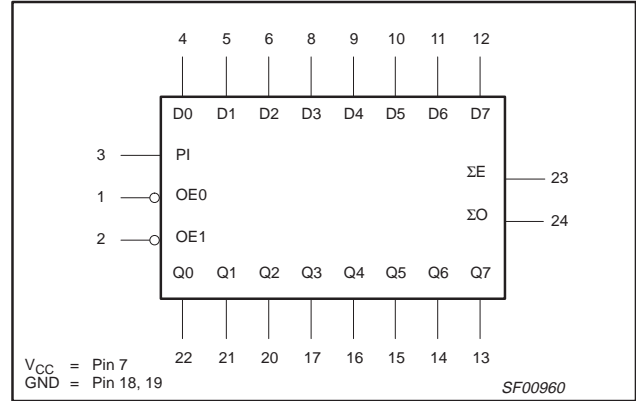 4 5 6 8 9 10 11 12
D0 D1 D2 D3 D4 D5 D6 D7
3 PI
ΣE 23
1 OE0
ΣO 24
2 OE1
Q0 Q1 Q2 Q3 Q4 Q5 Q6 Q7
22 21 20 17 16 15 14 13
VCC = Pin 7
GND = Pin 18, 19
SF00960